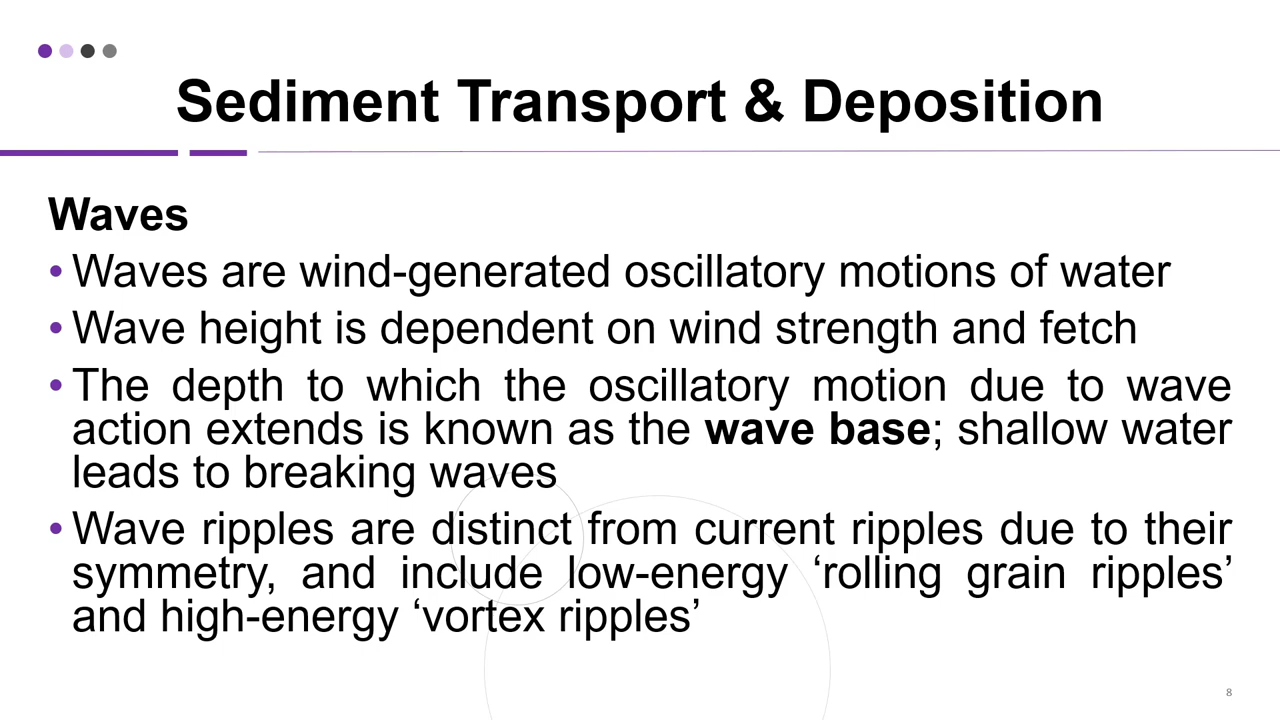 Sediment Transport & Deposition
Waves
• Waves are wind-generated oscillatory motions of water
• Wave height is dependent on wind strength and fetch
• The depth to which the oscillatory motion due to wave
action extends is known as the wave base; shallow water
leads to breaking waves
• Wave ripples are distinct from current ripples due to their
symmetry, and include low-energy ‘rolling grain ripples’
and high-energy ‘vortex ripples’
8